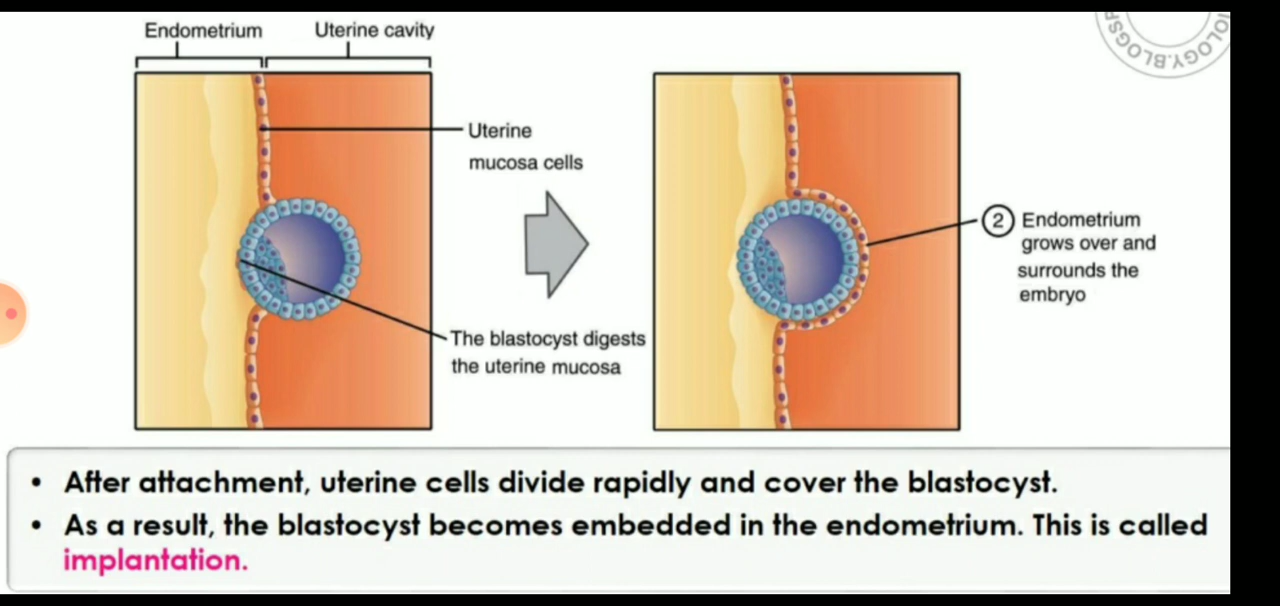 Endometrium
Uterine cavity
Uterine
mucosa cells
The blastocyst digests
the uterine mucosa
2 Endometrium
grows over and
surrounds the
embryo
• After attachment, uterine cells divide rapidly and cover the blastocyst.
• As a result, the blastocyst becomes embedded in the endometrium. This is called
implantation.